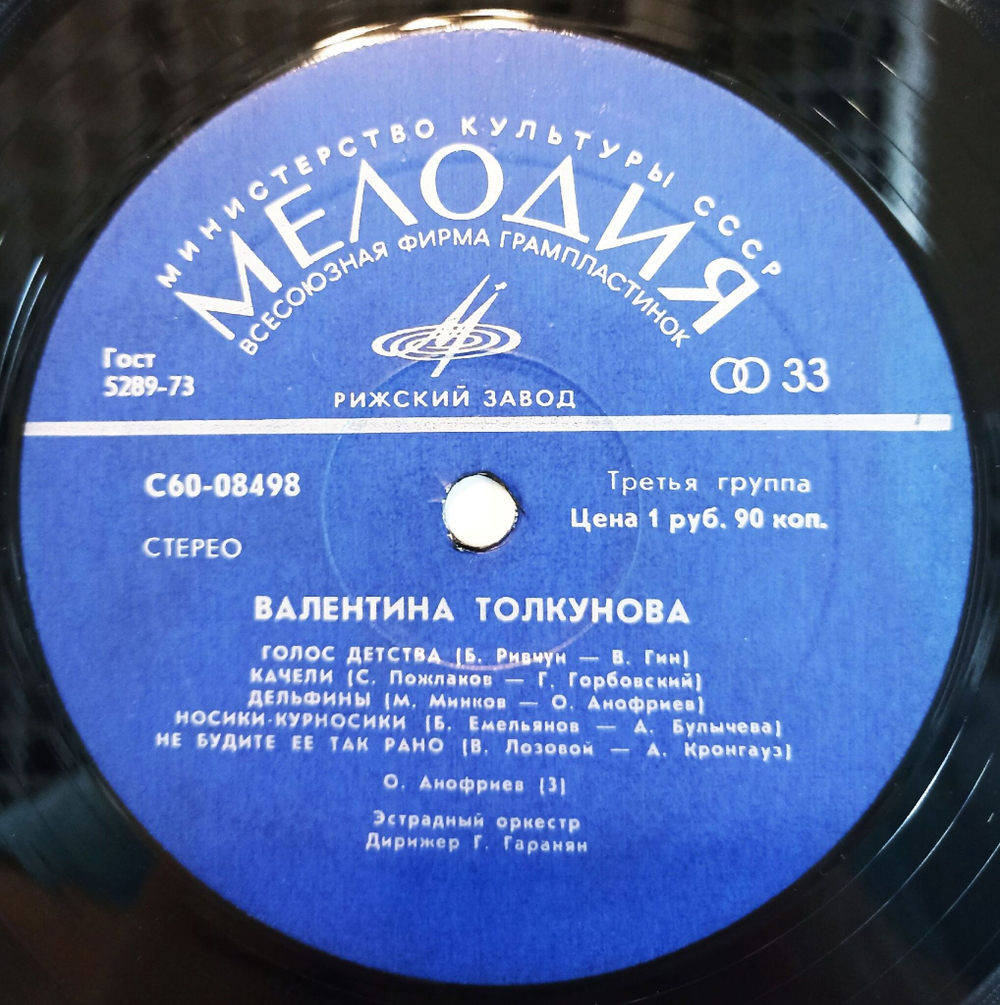 МИНИСТЕРСТВО КУЛЬТУРЫ СССР
МЕЛОДИЯ
ВСЕСОЮЗНАЯ ФИРМА ГРАМПЛАСТИНОК
Гост
5289-73
33
РИЖСКИЙ ЗАВОД
С60-08498
Третья группа
Цена 1 руб. 90 коп.
СТЕРЕО
ВАЛЕНТИНА ТОЛКУНОВА
ГОЛОС ДЕТСТВА (Б. Ривчун — В. Гин)
КАЧЕЛИ (С. Пожлаков — Г. Горбовский)
ДЕЛЬФИНЫ (М. Минков — О. Анофриев)
НОСИКИ-КУРНОСИКИ (Б. Емельянов — А. Булычева)
НЕ БУДИТЕ ЕЕ ТАК РАНО (В. Лозовой — А. Кронгауз)
О. Анофриев (3)
Эстрадный оркестр
Дирижер Г. Гаранян